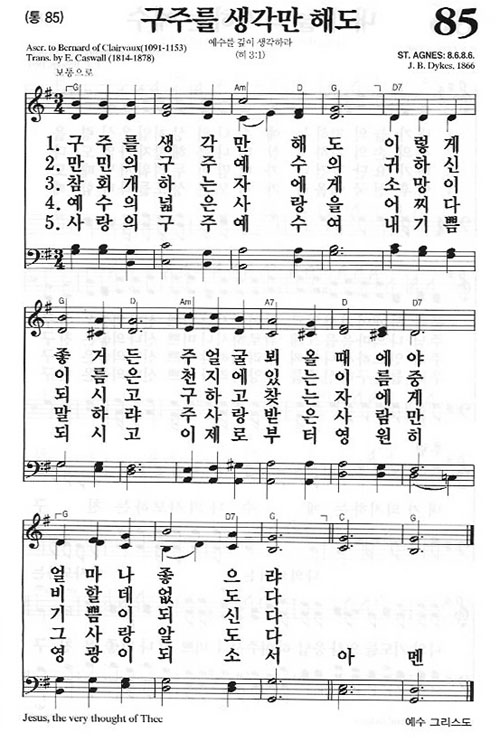 (통 85)
구주를 생각만 해도
85
Ascr. to Bernard of Clairvaux(1091-1153)
Trans. by E. Caswall (1814-1878)
예수를 깊이 생각하라
(히 3:1)
ST. AGNES: 8.6.8.6.
J. B. Dykes, 1866
보통으로
G Am D G D7
1. 구 주 를 생 각 만 해 도 이 렇 게
2. 만 민 의 구 주 예 수 의 귀 하 신
3. 참 회 개 하 는 자 에 게 소 망 이
4. 예 수 의 넓 은 사 랑 을 어 찌 다
5. 사 랑 의 구 주 예 수 여 내 기 쁨
G D Am G A7 D D7
좋 거 든 주 얼 굴 뵈 올 때 에 야
이 름 은 천 지 에 있 는 이 름 중
되 시 고 구 하 고 찾 는 자 에 게
말 하 랴 주 사 랑 받 은 사 람 만
되 시 고 이 제 로 부 터 영 원 히
G D7 G C G
얼 마 나 좋 으 랴
비 할 데 없 도 다
기 쁨 이 되 신 다
그 사 랑 알 도 다
영 광 이 되 소 서 아 멘
Jesus, the very thought of Thee
예수 그리스도